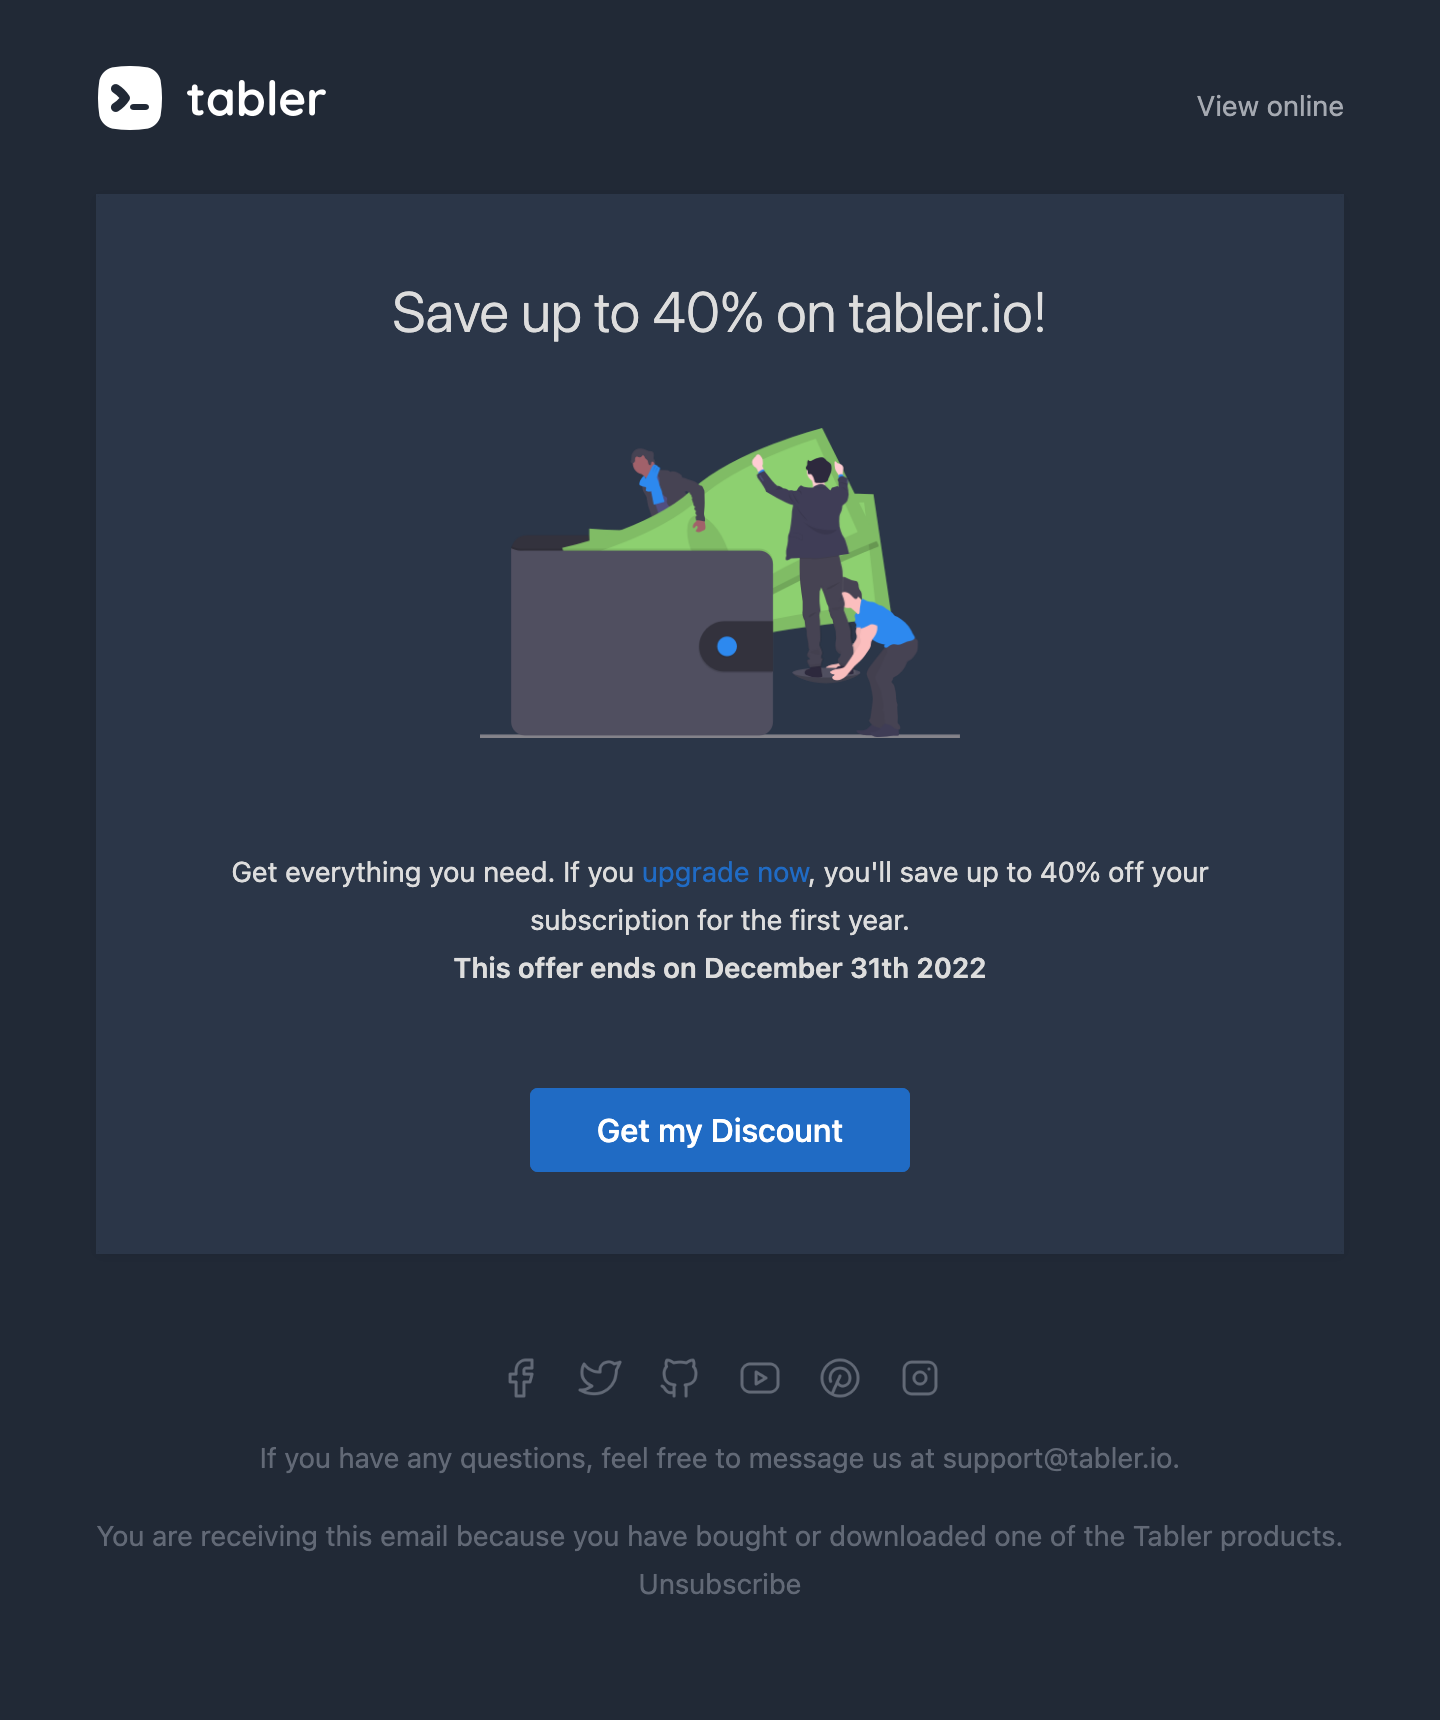 tabler
View online
Save up to 40% on tabler.io!
Get everything you need. If you upgrade now, you'll save up to 40% off your
subscription for the first year.
This offer ends on December 31th 2022
Get my Discount
If you have any questions, feel free to message us at support@tabler.io.
You are receiving this email because you have bought or downloaded one of the Tabler products.
Unsubscribe